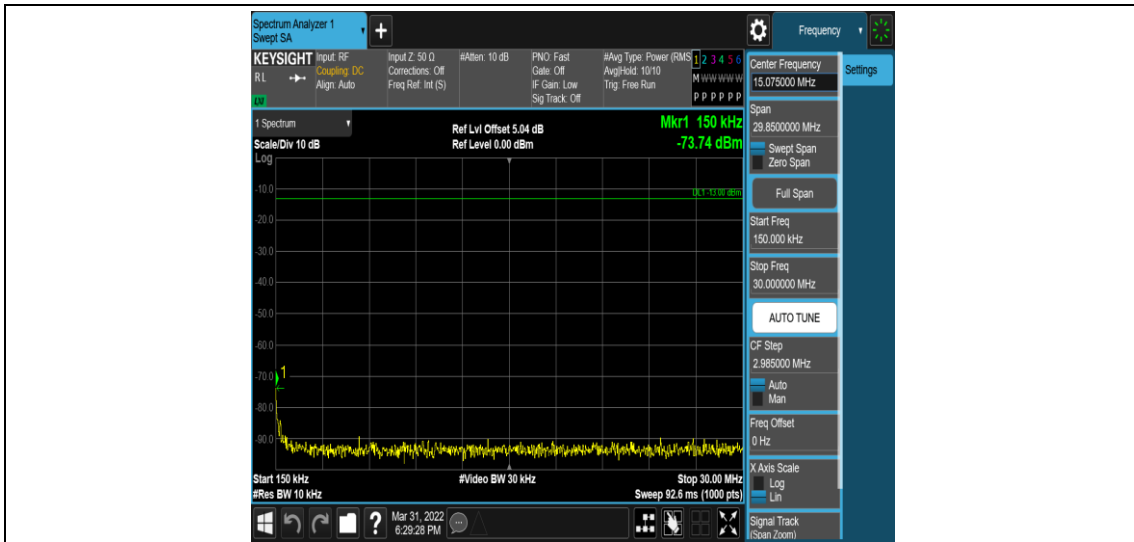 Spectrum Analyzer 1
Swept SA
+
Frequency
KEYSIGHT
RL
LXI
Input: RF
Coupling: DC
Align: Auto
Input Z: 50 Ω
Corrections: Off
Freq Ref: Int (S)
#Atten: 10 dB
PNO: Fast
Gate: Off
IF Gain: Low
Sig Track: Off
#Avg Type: Power (RMS
Avg|Hold: 10/10
Trig: Free Run
1 2 3 4 5 6
M W W W W W
P P P P P P
1 Spectrum
Scale/Div 10 dB
Ref Lvl Offset 5.04 dB
Ref Level 0.00 dBm
Mkr1 150 kHz
-73.74 dBm
Log
DL1 -13.00 dBm
-10.0
-20.0
-30.0
-40.0
-50.0
-60.0
-70.0
1
-80.0
-90.0
Start 150 kHz
#Video BW 30 kHz
Stop 30.00 MHz
#Res BW 10 kHz
Sweep 92.6 ms (1000 pts)
?
Mar 31, 2022
6:29:28 PM
Center Frequency
15.075000 MHz
Settings
Span
29.8500000 MHz
Swept Span
Zero Span
Full Span
Start Freq
150.000 kHz
Stop Freq
30.000000 MHz
AUTO TUNE
CF Step
2.985000 MHz
Auto
Man
Freq Offset
0 Hz
X Axis Scale
Log
Lin
Signal Track
(Span Zoom)